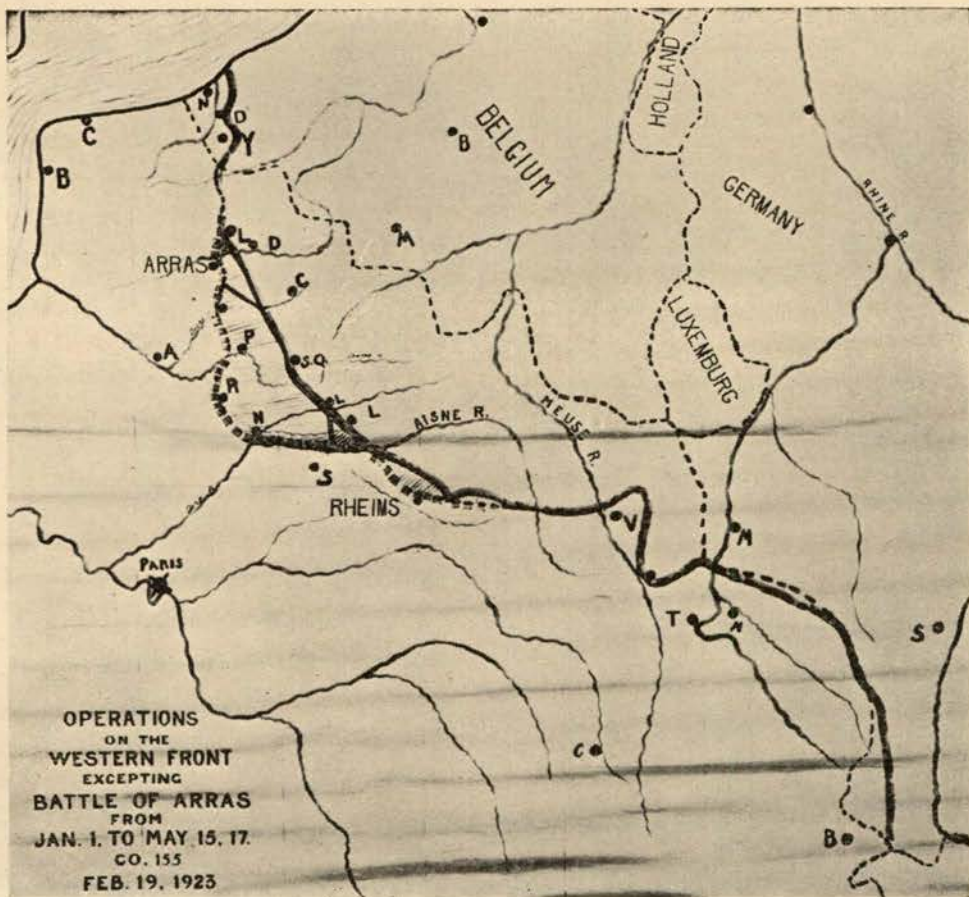 N
C
D
Y
B
B
BELGIUM
HOLLAND
GERMANY
RHINE R.
L
D
M
ARRAS
C
LUXEMBURG
A
P
S.Q.
R
L
L
N
AISNE R.
MEUSE R.
S
RHEIMS
V
M
PARIS
T
N
S
C
B
OPERATIONS
ON THE
WESTERN FRONT
EXCEPTING
BATTLE OF ARRAS
FROM
JAN. 1. TO MAY 15. 17.
CO. 155
FEB. 19. 1923